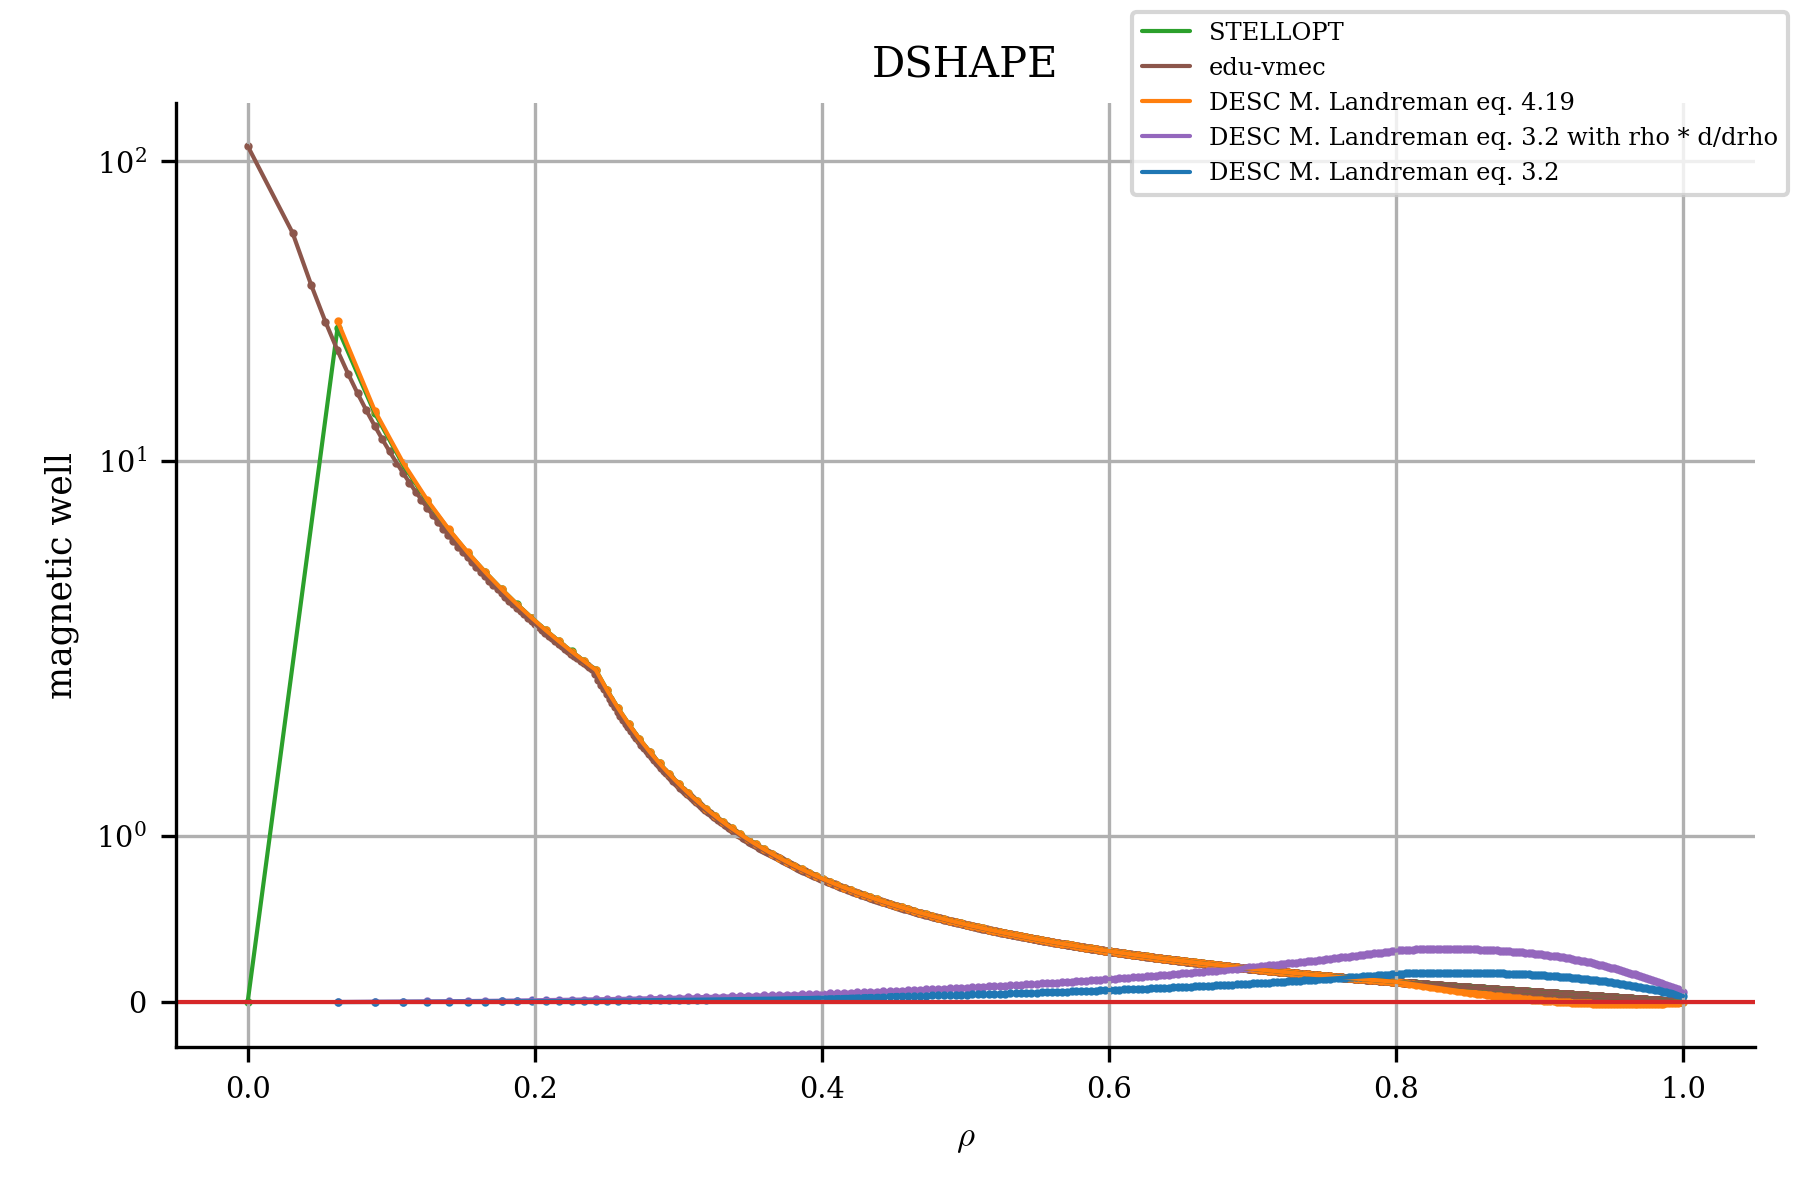 DSHAPE
STELLOPT
edu-vmec
DESC M. Landreman eq. 4.19
DESC M. Landreman eq. 3.2 with rho * d/drho
DESC M. Landreman eq. 3.2
magnetic well
10²
10¹
10⁰
0
0.0 0.2 0.4 0.6 0.8 1.0
ρ